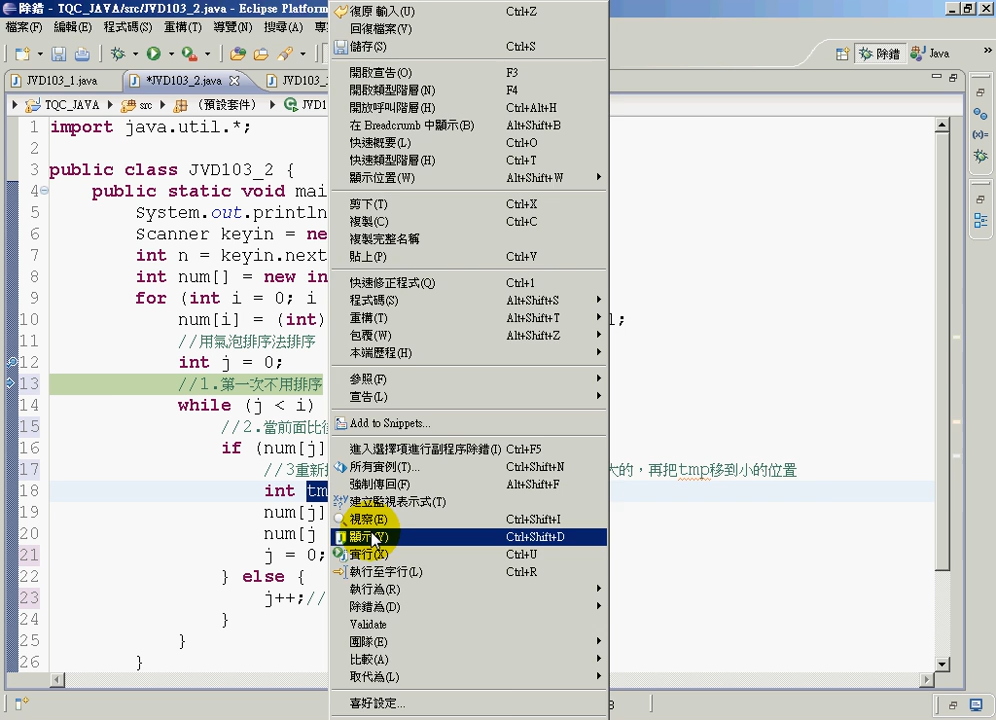 除錯 - TQC_JAVA/src/JVD103_2.java - Eclipse Platform
檔案(F) 編輯(E) 程式碼(S) 重構(T) 導覽(N) 搜尋(A)
除錯 Java »
JVD103_1.java *JVD103_2.java JVD103_
TQC_JAVA src (預設套件) JVD1
1 import java.util.*;
2
3 public class JVD103_2 {
4 public static void mai
5 System.out.println
6 Scanner keyin = ne
7 int n = keyin.next
8 int num[] = new in
9 for (int i = 0; i
10 num[i] = (int) l;
11 //用氣泡排序法排序
12 int j = 0;
13 //1.第一次不用排序
14 while (j < i)
15 //2.當前面比後
16 if (num[j]
17 //3重新 大的，再把tmp移到小的位置
18 int tm
19 num[j]
20 num[j
21 j = 0;
22 } else {
23 j++;//
24 }
25 }
26 }
復原 輸入(U) Ctrl+Z
回復檔案(V)
儲存(S) Ctrl+S
開啟宣告(O) F3
開啟類型階層(N) F4
開放呼叫階層(H) Ctrl+Alt+H
在 Breadcrumb 中顯示(B) Alt+Shift+B
快速概要(L) Ctrl+O
快速類型階層(H) Ctrl+T
顯示位置(W) Alt+Shift+W
剪下(T) Ctrl+X
複製(C) Ctrl+C
複製完整名稱
貼上(P) Ctrl+V
快速修正程式(Q) Ctrl+1
程式碼(S) Alt+Shift+S
重構(T) Alt+Shift+T
包覆(W) Alt+Shift+Z
本端歷程(H)
參照(F)
宣告(L)
Add to Snippets...
進入選擇項進行副程序除錯(I) Ctrl+F5
所有實例(T)... Ctrl+Shift+N
強制傳回(F) Alt+Shift+F
建立監視表示式(T)
視察(E) Ctrl+Shift+I
顯示(Y) Ctrl+Shift+D
實行(X) Ctrl+U
執行至字行(L) Ctrl+R
執行為(R)
除錯為(D)
Validate
團隊(E)
比較(A)
取代為(L)
喜好設定...